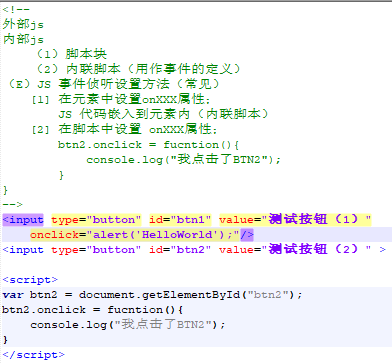 <!--
外部js
内部js
（1）脚本块
（2）内联脚本（用作事件的定义）
（E）JS 事件侦听设置方法（常见）
[1] 在元素中设置onXXX属性;
JS 代码嵌入到元素内（内联脚本）
[2] 在脚本中设置 onXXX属性;
btn2.onclick = fucntion(){
console.log("我点击了BTN2");
}
}
-->
<input type="button" id="btn1" value="测试按钮（1）"
onclick="alert('HelloWorld');"/>
<input type="button" id="btn2" value="测试按钮（2）" >
<script>
var btn2 = document.getElementById("btn2");
btn2.onclick = fucntion(){
console.log("我点击了BTN2");
}
</script>